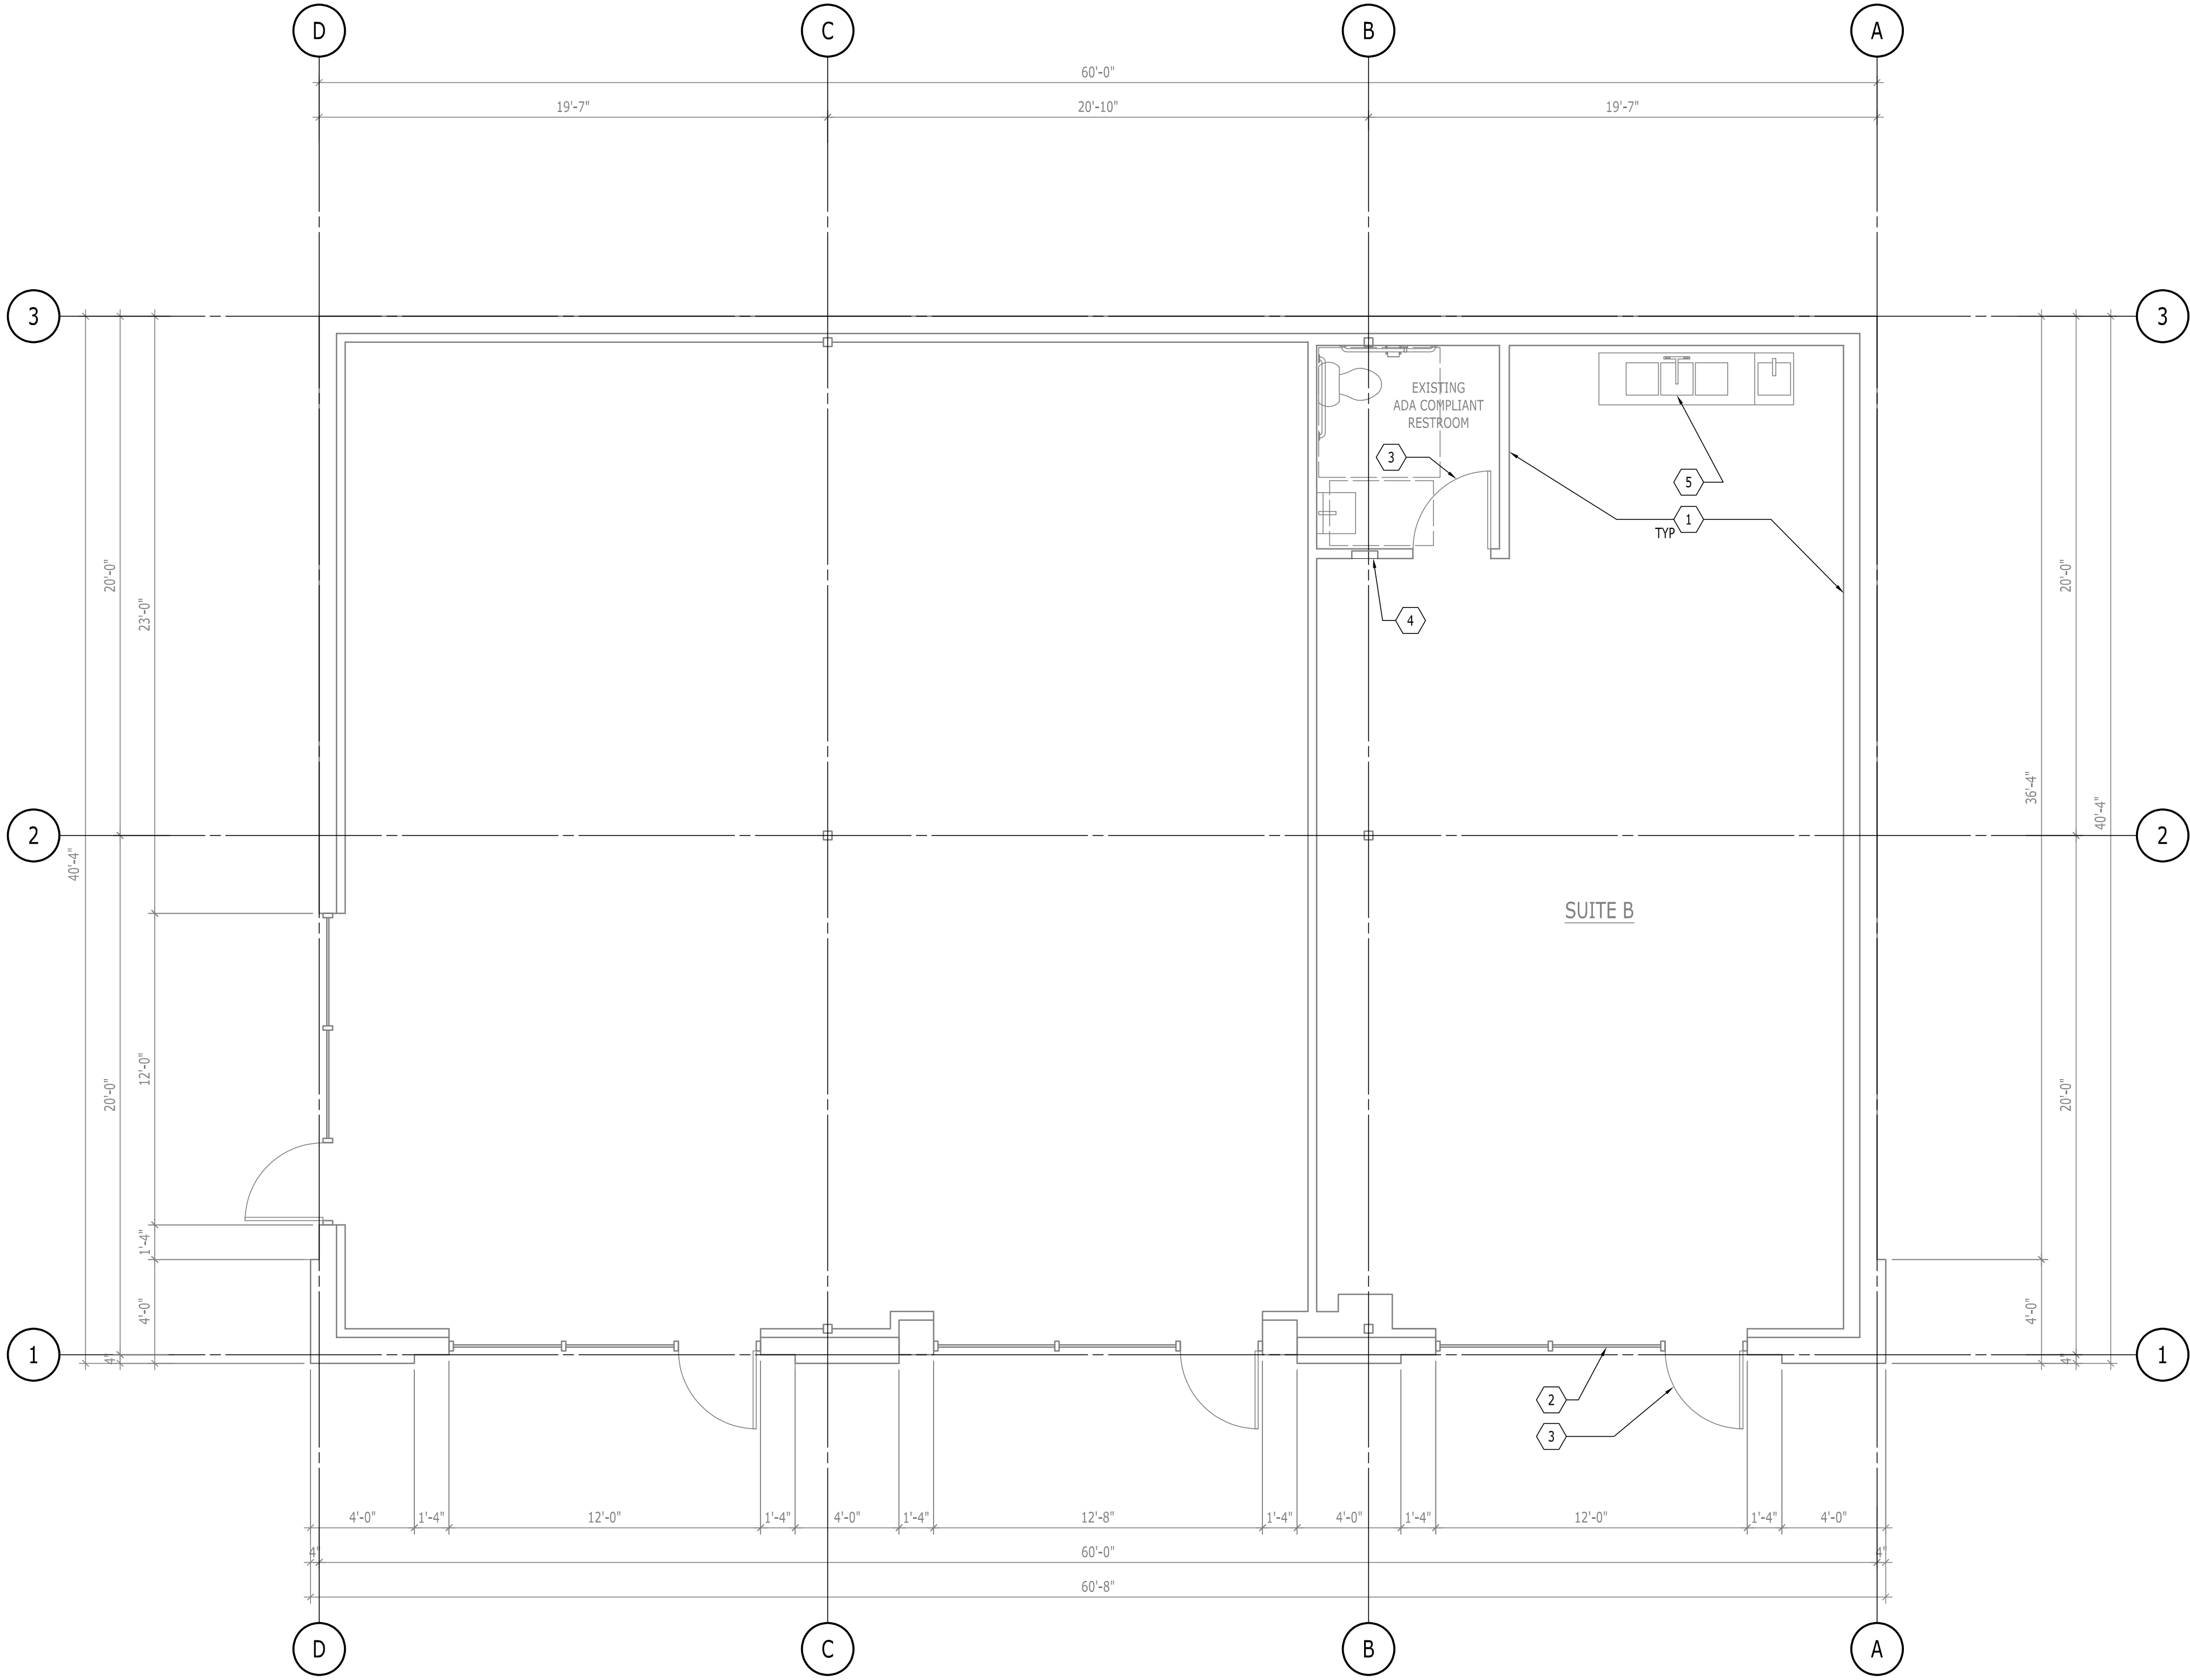 D C B A
60'-0"
19'-7" 20'-10" 19'-7"
3 3
EXISTING
ADA COMPLIANT
RESTROOM
3
5
1
TYP
4
20'-0"
23'-0"
20'-0"
36'-4"
40'-4"
2 2
40'-4"
SUITE B
12'-0"
20'-0"
20'-0"
1'-4"
4'-0"
4'-0"
4"
4"
1 1
2
3
4'-0" 1'-4" 12'-0" 1'-4" 4'-0" 1'-4" 12'-8" 1'-4" 4'-0" 1'-4" 12'-0" 1'-4" 4'-0"
4" 60'-0" 4"
60'-8"
D C B A